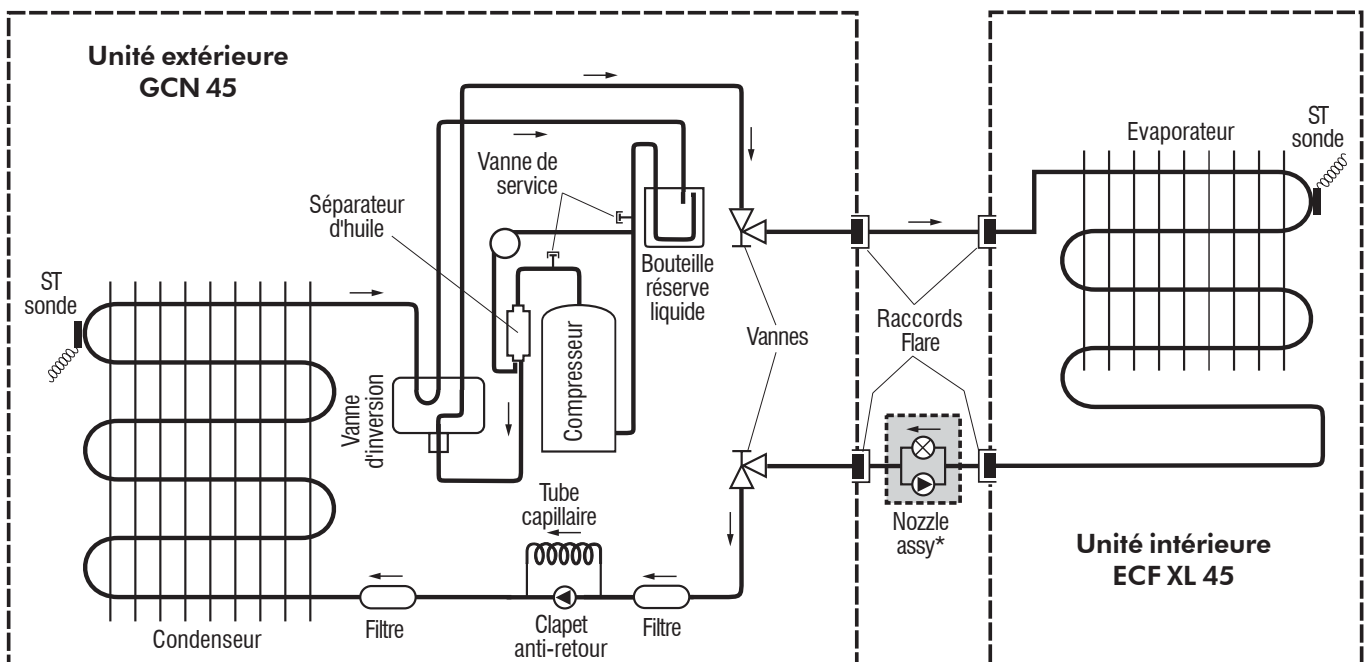 Unité extérieure
GCN 45
ST
sonde
Séparateur
d'huile
Vanne de
service
Bouteille
réserve
liquide
Compresseur
Vanne
d'inversion
Vannes
Raccords
Flare
Evaporateur
ST
sonde
Tube
capillaire
Nozzle
assy*
Unité intérieure
ECF XL 45
Condenseur
Filtre
Clapet
anti-retour
Filtre